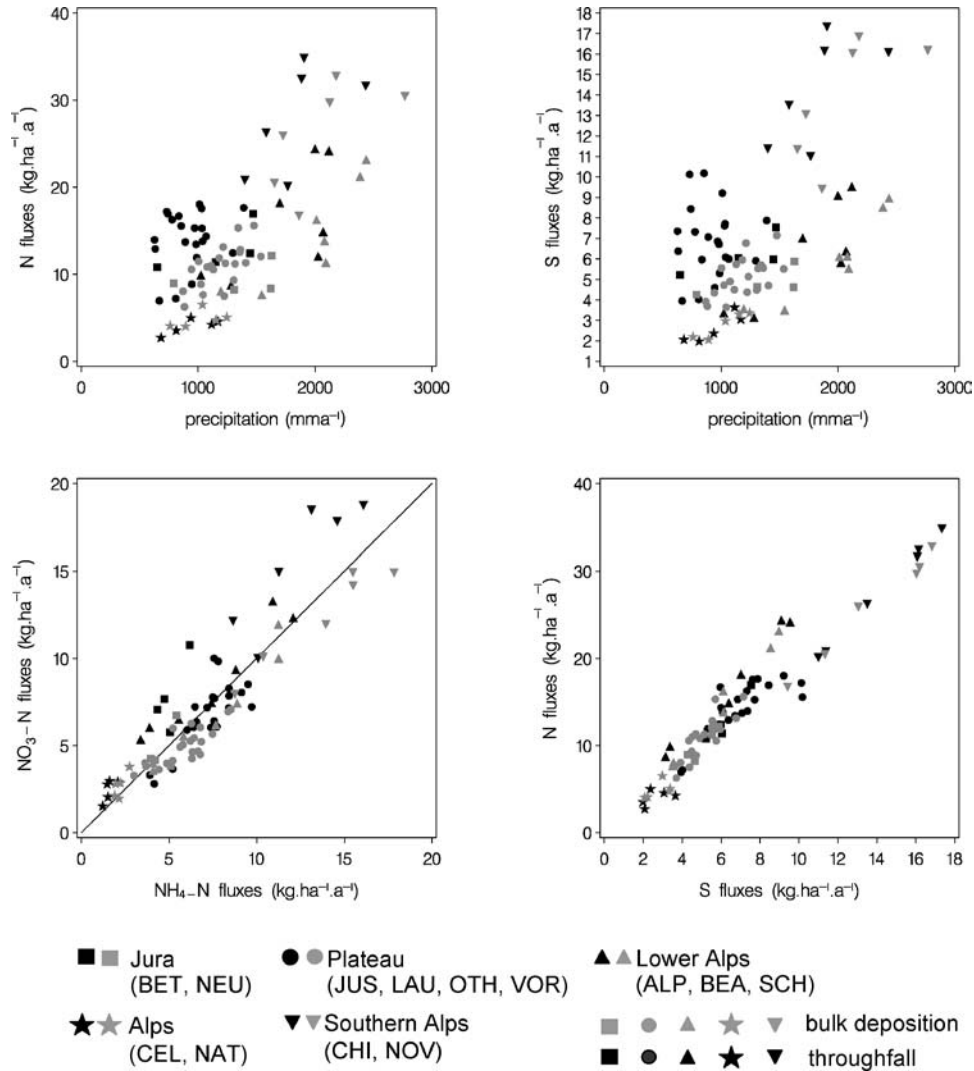 40
30
20
10
0
N fluxes (kg.ha⁻¹.a⁻¹)
0
1000
2000
3000
precipitation (mma⁻¹)
18
17
16
15
14
13
12
11
10
9
8
7
6
5
4
3
2
1
S fluxes (kg.ha⁻¹.a⁻¹)
0
1000
2000
3000
precipitation (mma⁻¹)
20
15
10
5
0
NO₃–N fluxes (kg.ha⁻¹.a⁻¹)
0
5
10
15
20
NH₄–N fluxes (kg.ha⁻¹.a⁻¹)
40
30
20
10
0
N fluxes (kg.ha⁻¹.a⁻¹)
0
2
4
6
8
10
12
14
16
18
S fluxes (kg.ha⁻¹.a⁻¹)
Jura
(BET, NEU)
Plateau
(JUS, LAU, OTH, VOR)
Lower Alps
(ALP, BEA, SCH)
Alps
(CEL, NAT)
Southern Alps
(CHI, NOV)
bulk deposition
throughfall